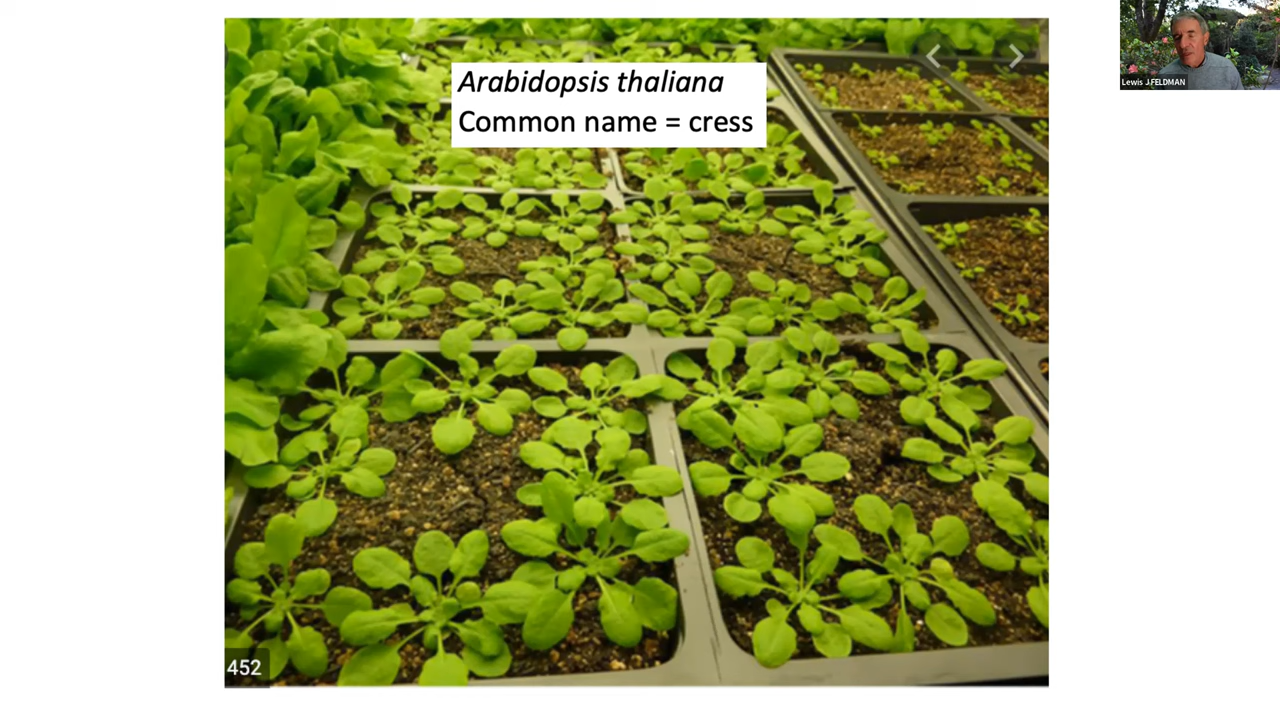 Arabidopsis thaliana
Common name = cress
Lewis J.FELDMAN
452